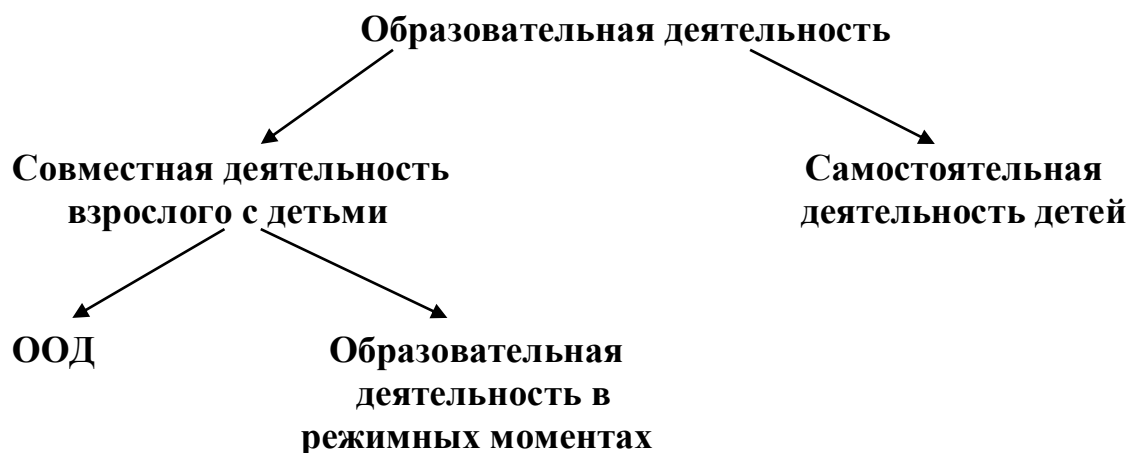 Образовательная деятельность
Совместная деятельность
взрослого с детьми
Самостоятельная
деятельность детей
ООД
Образовательная
деятельность в
режимных моментах